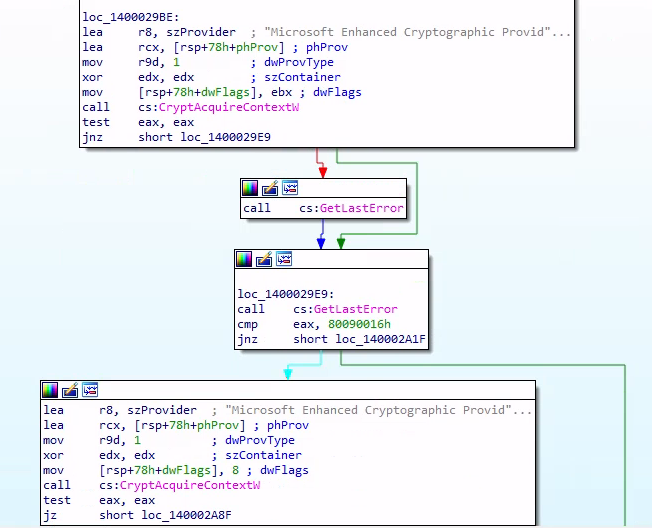 loc_1400029BE:
lea r8, szProvider ; "Microsoft Enhanced Cryptographic Provid"...
lea rcx, [rsp+78h+phProv] ; phProv
mov r9d, 1 ; dwProvType
xor edx, edx ; szContainer
mov [rsp+78h+dwFlags], ebx ; dwFlags
call cs:CryptAcquireContextW
test eax, eax
jnz short loc_1400029E9
call cs:GetLastError
loc_1400029E9:
call cs:GetLastError
cmp eax, 80090016h
jnz short loc_140002A1F
lea r8, szProvider ; "Microsoft Enhanced Cryptographic Provid"...
lea rcx, [rsp+78h+phProv] ; phProv
mov r9d, 1 ; dwProvType
xor edx, edx ; szContainer
mov [rsp+78h+dwFlags], 8 ; dwFlags
call cs:CryptAcquireContextW
test eax, eax
jz short loc_140002A8F